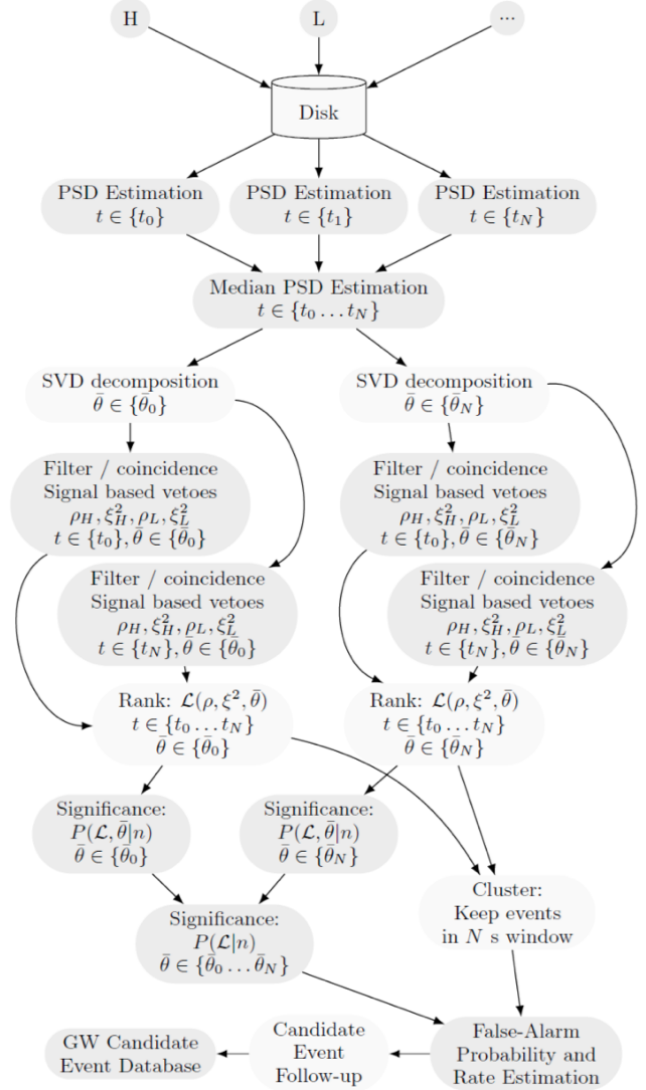 H
L
...
Disk
PSD Estimation
t ∈ {t₀}
PSD Estimation
t ∈ {t₁}
PSD Estimation
t ∈ {t_N}
Median PSD Estimation
t ∈ {t₀ … t_N}
SVD decomposition
θ̄ ∈ {θ̄₀}
SVD decomposition
θ̄ ∈ {θ̄_N}
Filter / coincidence
Signal based vetoes
ρ_H, ξ²_H, ρ_L, ξ²_L
t ∈ {t₀}, θ̄ ∈ {θ̄₀}
Filter / coincidence
Signal based vetoes
ρ_H, ξ²_H, ρ_L, ξ²_L
t ∈ {t₀}, θ̄ ∈ {θ̄_N}
Filter / coincidence
Signal based vetoes
ρ_H, ξ²_H, ρ_L, ξ²_L
t ∈ {t_N}, θ̄ ∈ {θ̄₀}
Filter / coincidence
Signal based vetoes
ρ_H, ξ²_H, ρ_L, ξ²_L
t ∈ {t_N}, θ̄ ∈ {θ̄_N}
Rank: ℒ(ρ, ξ², θ̄)
t ∈ {t₀ … t_N}
θ̄ ∈ {θ̄₀}
Rank: ℒ(ρ, ξ², θ̄)
t ∈ {t₀ … t_N}
θ̄ ∈ {θ̄_N}
Significance:
P(ℒ, θ̄|n)
θ̄ ∈ {θ̄₀}
Significance:
P(ℒ, θ̄|n)
θ̄ ∈ {θ̄_N}
Cluster:
Keep events
in N s window
Significance:
P(ℒ|n)
θ̄ ∈ {θ̄₀ … θ̄_N}
GW Candidate
Event Database
Candidate
Event
Follow-up
False-Alarm
Probability and
Rate Estimation